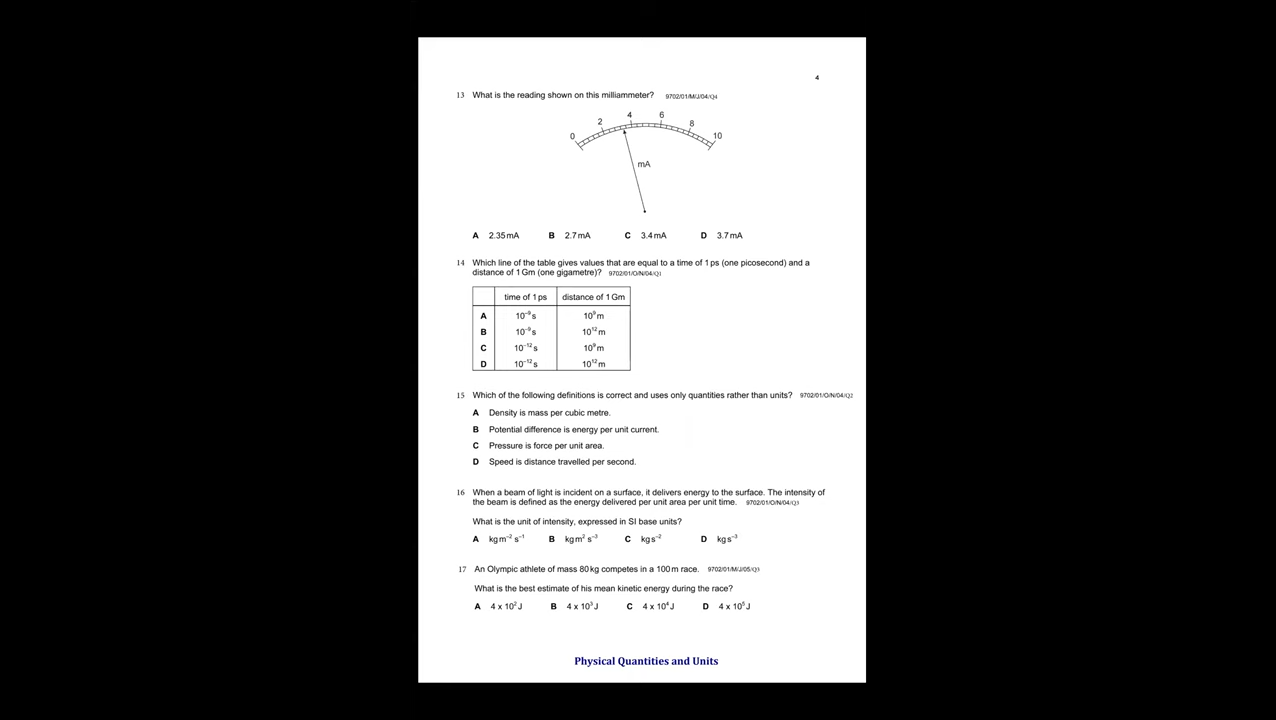 4
13 What is the reading shown on this milliammeter? 9702/01/M/J/04/Q4
0 2 4 6 8 10
mA
A 2.35 mA B 2.7 mA C 3.4 mA D 3.7 mA
14 Which line of the table gives values that are equal to a time of 1 ps (one picosecond) and a
distance of 1 Gm (one gigametre)? 9702/01/O/N/04/Q1
time of 1 ps distance of 1 Gm
A 10⁻⁹ s 10⁹ m
B 10⁻⁹ s 10¹² m
C 10⁻¹² s 10⁹ m
D 10⁻¹² s 10¹² m
15 Which of the following definitions is correct and uses only quantities rather than units? 9702/01/O/N/04/Q2
A Density is mass per cubic metre.
B Potential difference is energy per unit current.
C Pressure is force per unit area.
D Speed is distance travelled per second.
16 When a beam of light is incident on a surface, it delivers energy to the surface. The intensity of
the beam is defined as the energy delivered per unit area per unit time. 9702/01/O/N/04/Q3
What is the unit of intensity, expressed in SI base units?
A kg m⁻² s⁻¹ B kg m² s⁻³ C kg s⁻² D kg s⁻³
17 An Olympic athlete of mass 80 kg competes in a 100 m race. 9702/01/M/J/05/Q3
What is the best estimate of his mean kinetic energy during the race?
A 4 x 10² J B 4 x 10³ J C 4 x 10⁴ J D 4 x 10⁵ J
Physical Quantities and Units